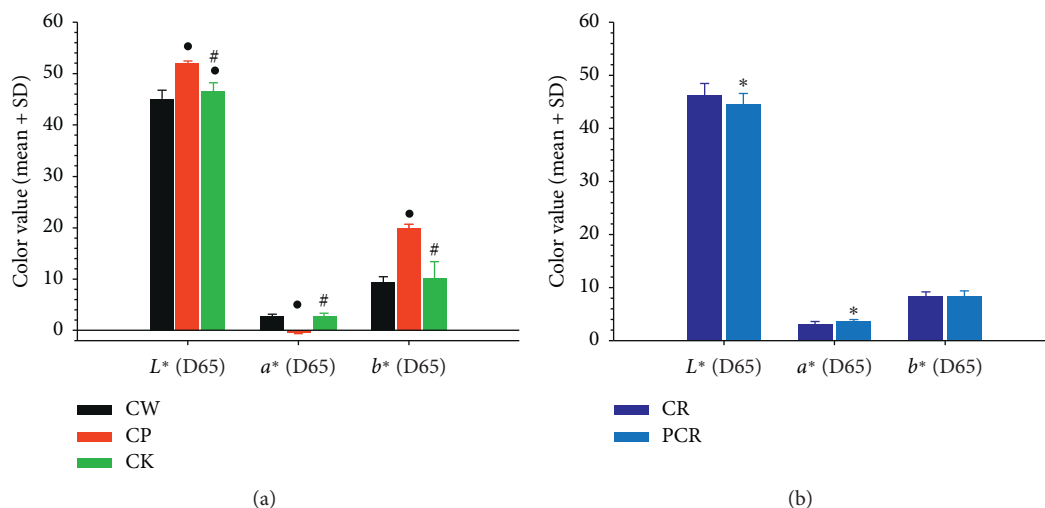 60
50
40
30
20
10
0
Color value (mean + SD)
#
#
#
L* (D65)
a* (D65)
b* (D65)
CW
CP
CK
(a)
60
50
40
30
20
10
0
Color value (mean + SD)
*
*
L* (D65)
a* (D65)
b* (D65)
CR
PCR
(b)